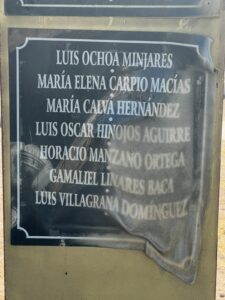 LUIS OCHOA MINJARES
MARÍA ELENA CARPIO MACÍAS
MARÍA CALVA HERNÁNDEZ
LUIS OSCAR HINOJOS AGUIRRE
HORACIO MANZANO ORTEGA
GAMALIEL LINARES BACA
LUIS VILLAGRANA DOMÍNGUEZ